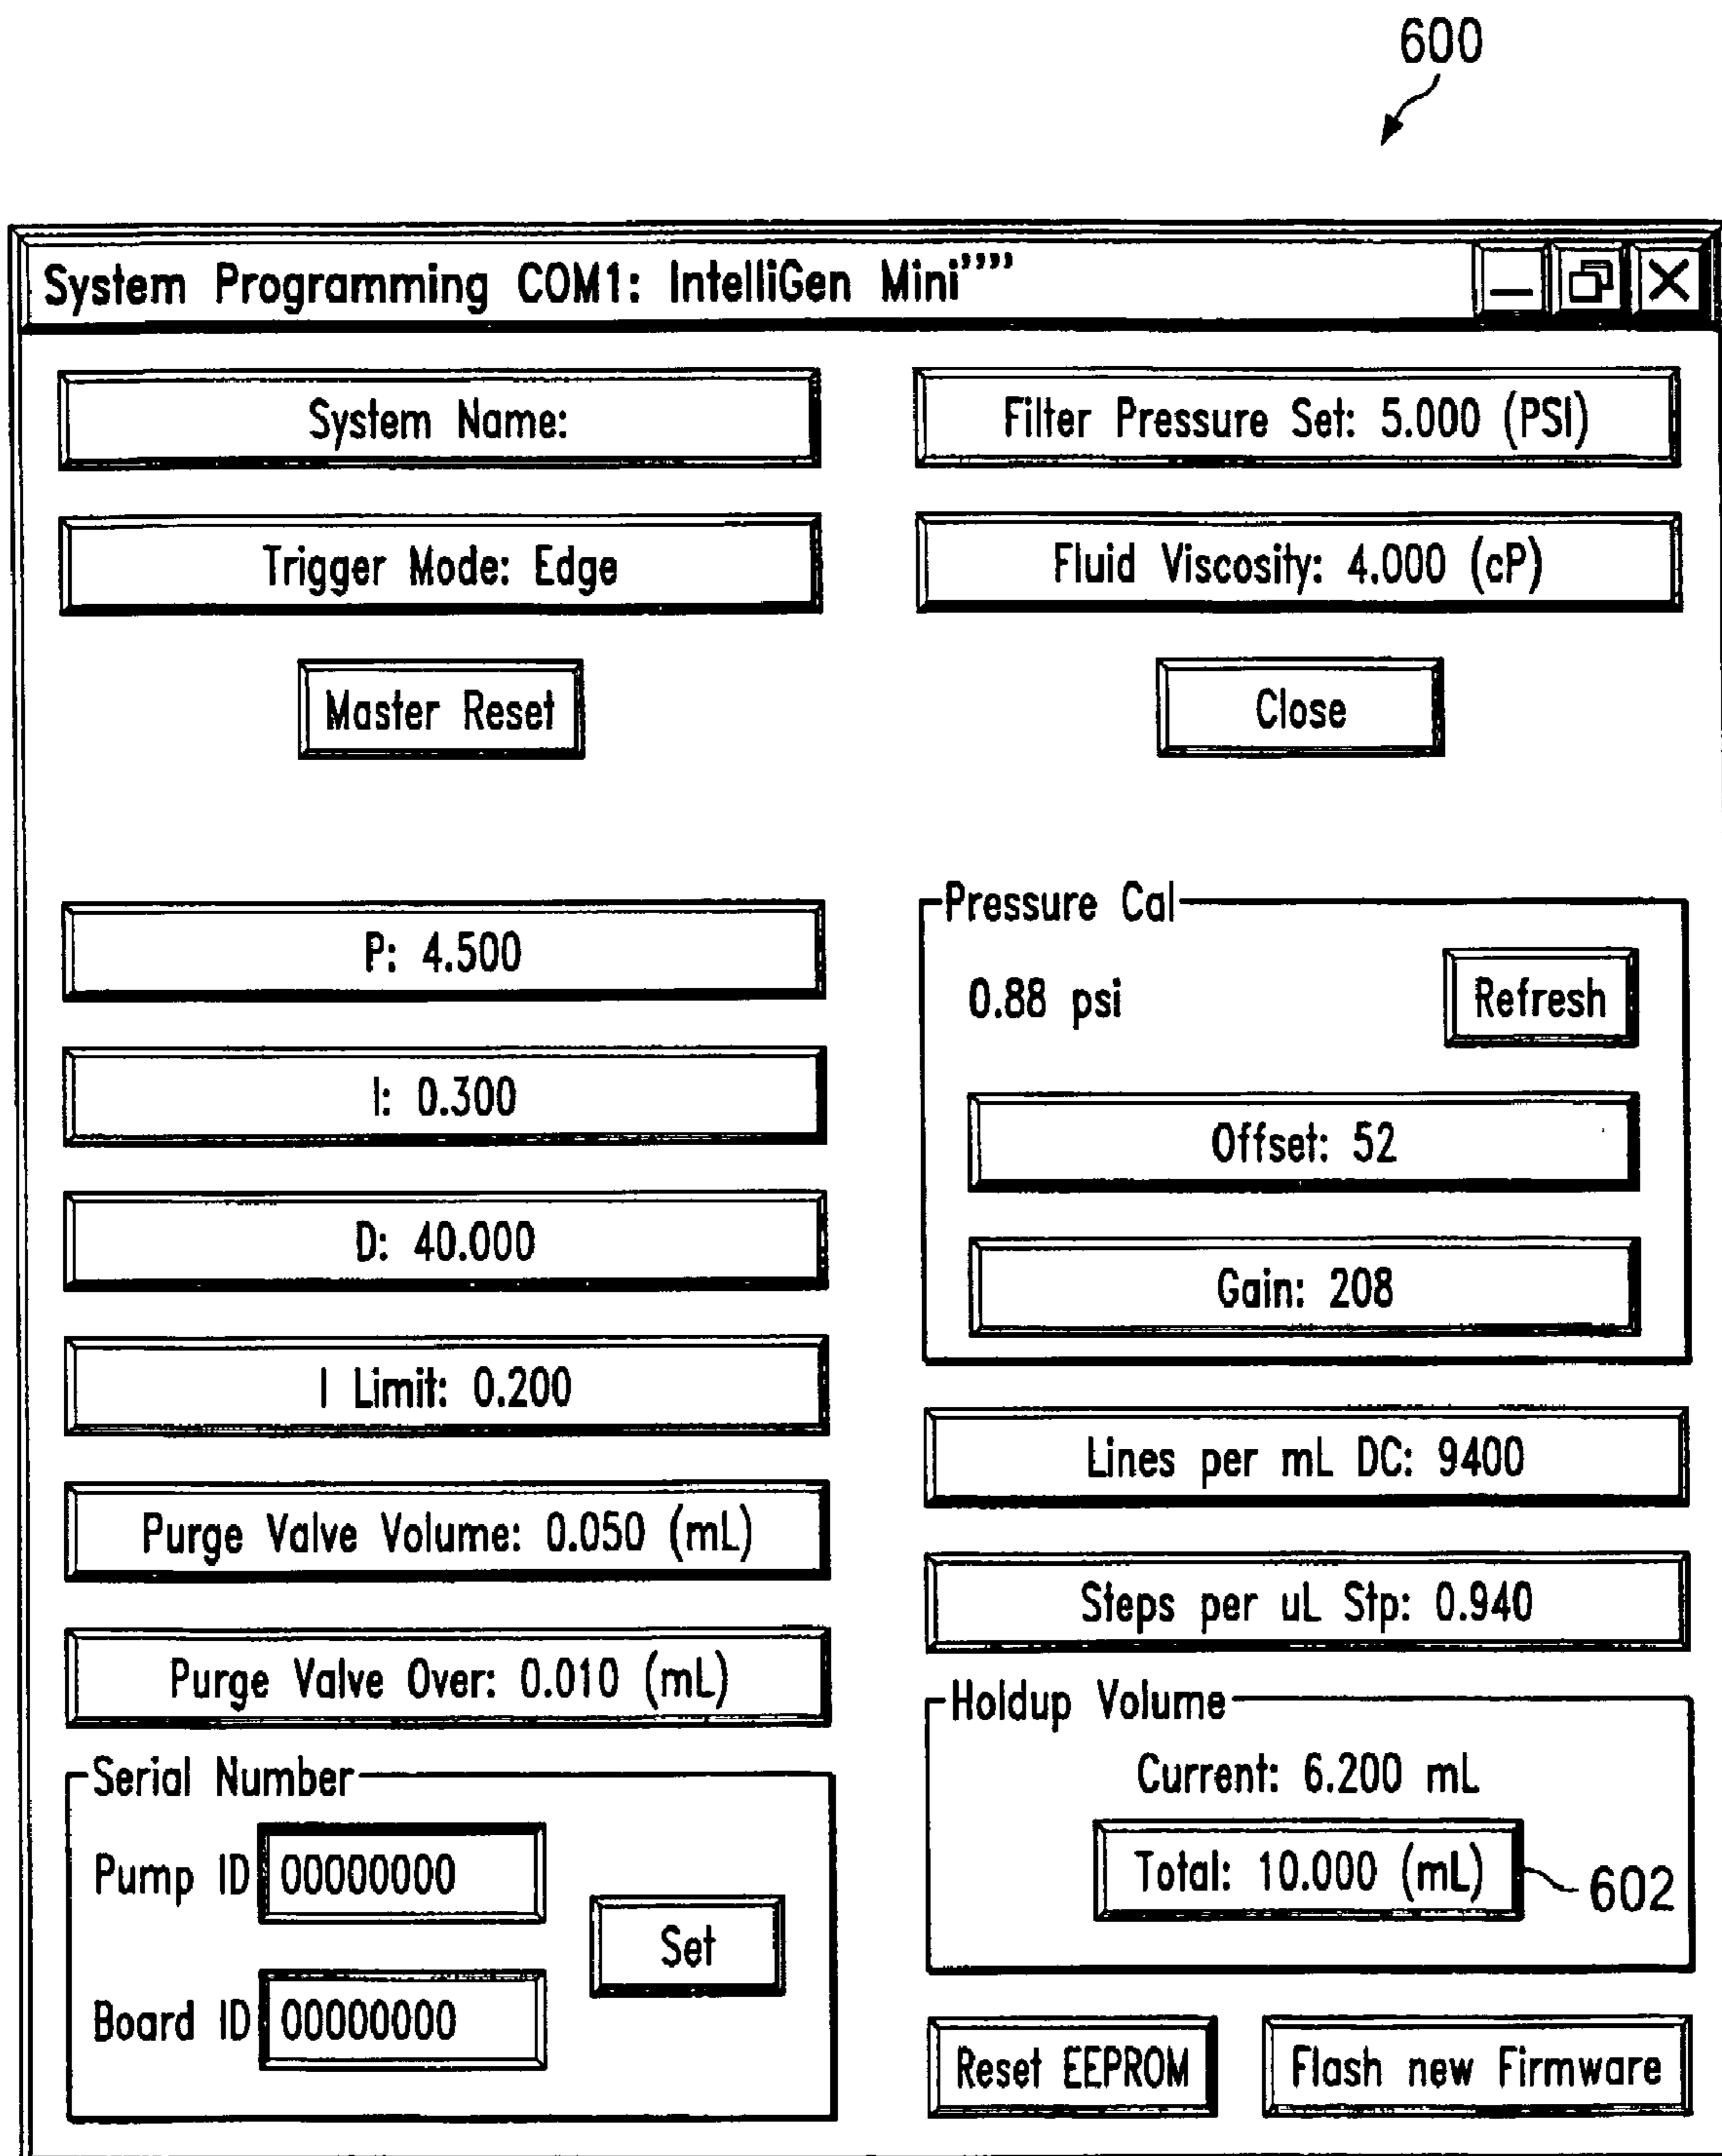 600
System Programming COM1: IntelliGen Mini''''
System Name:
Filter Pressure Set: 5.000 (PSI)
Trigger Mode: Edge
Fluid Viscosity: 4.000 (cP)
Master Reset
Close
P: 4.500
I: 0.300
D: 40.000
I Limit: 0.200
Purge Valve Volume: 0.050 (mL)
Purge Valve Over: 0.010 (mL)
Serial Number
Pump ID 00000000
Set
Board ID 00000000
Pressure Cal
0.88 psi
Refresh
Offset: 52
Gain: 208
Lines per mL DC: 9400
Steps per uL Stp: 0.940
Holdup Volume
Current: 6.200 mL
Total: 10.000 (mL)
602
Reset EEPROM
Flash new Firmware